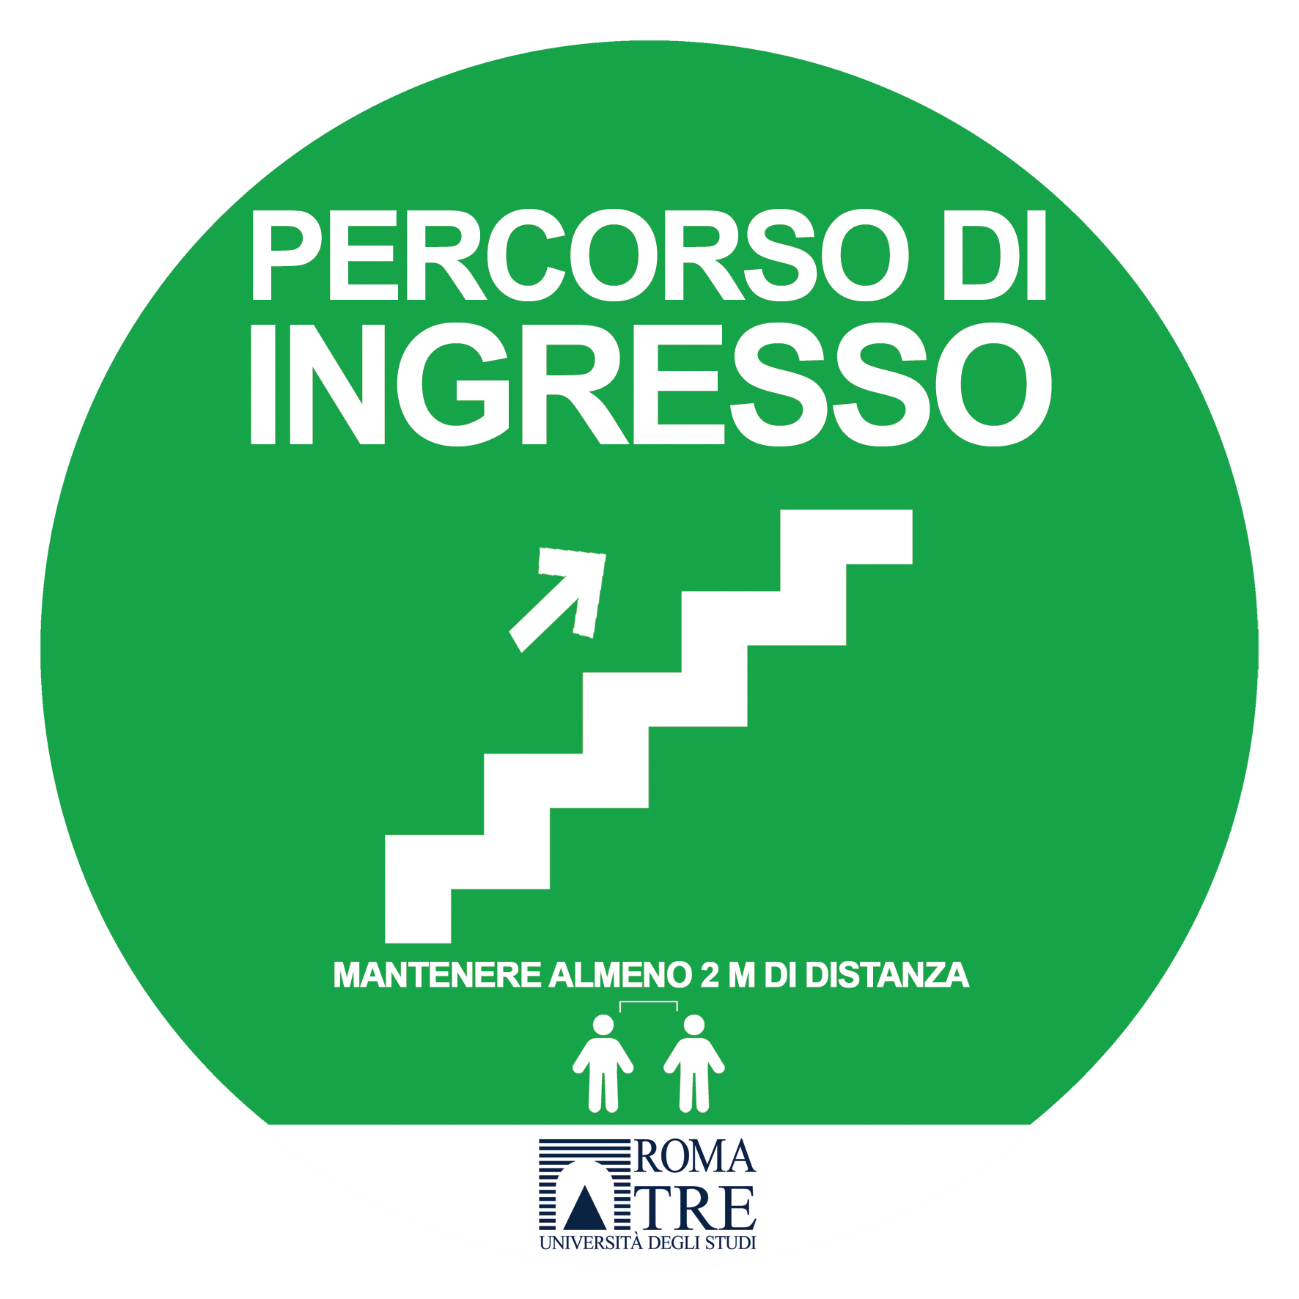 PERCORSO DI
INGRESSO
MANTENERE ALMENO 2 M DI DISTANZA
ROMA
TRE
UNIVERSITÀ DEGLI STUDI